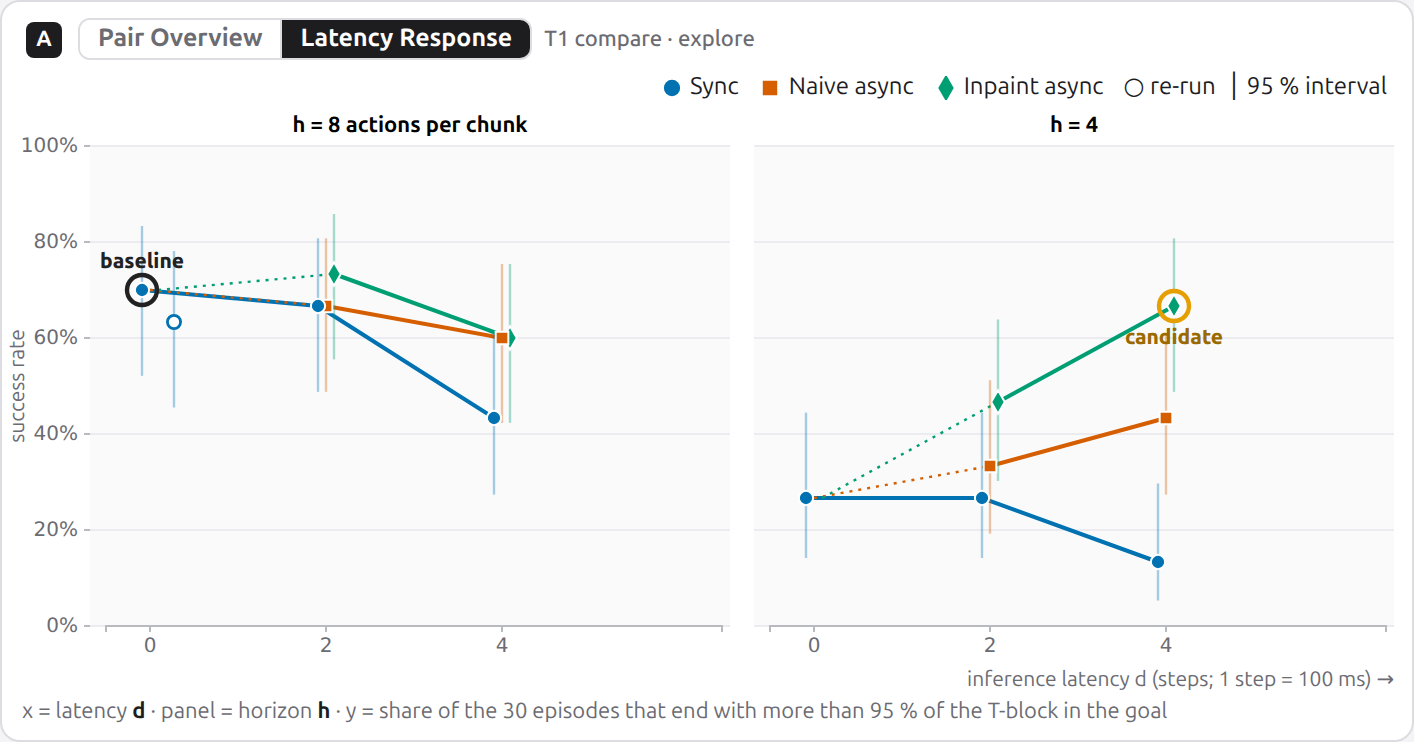 A Pair Overview Latency Response T1 compare · explore
Sync Naive async Inpaint async re-run 95 % interval
h = 8 actions per chunk h = 4
100%
80%
60%
40%
20%
0%
success rate
baseline
candidate
0 2 4 0 2 4
inference latency d (steps; 1 step = 100 ms) →
x = latency d · panel = horizon h · y = share of the 30 episodes that end with more than 95 % of the T-block in the goal